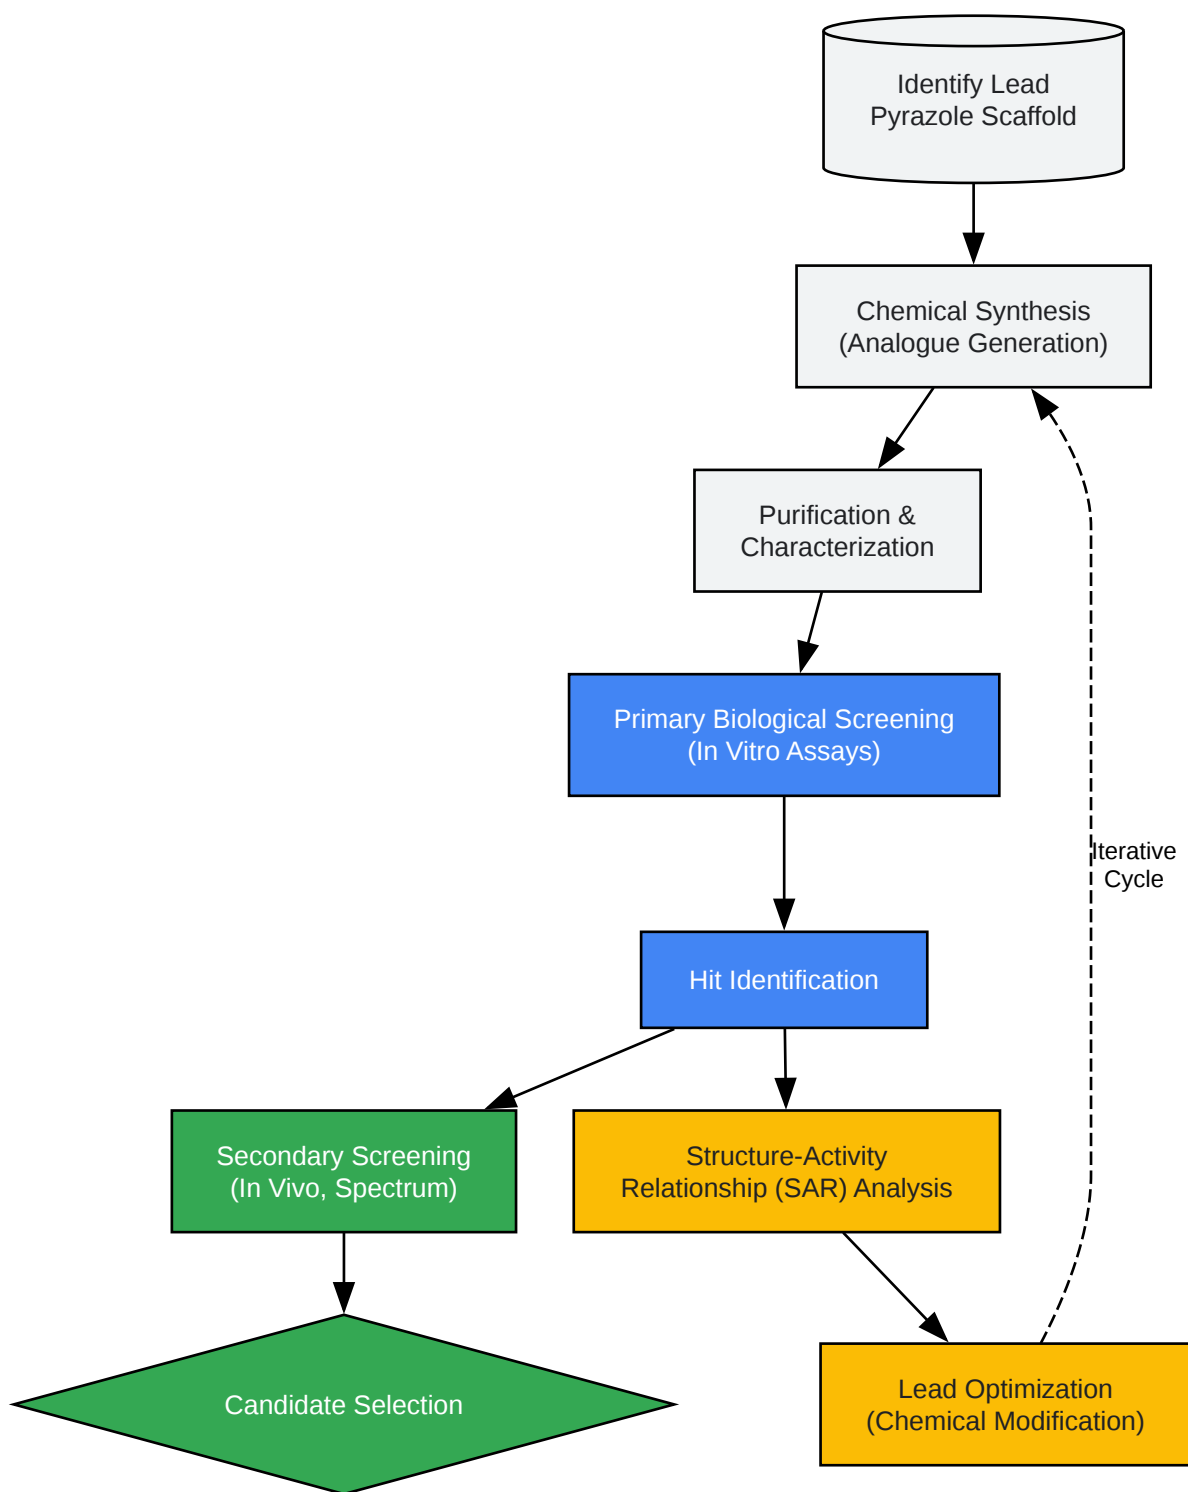 Identify Lead
Pyrazole Scaffold
Chemical Synthesis
(Analogue Generation)
Purification &
Characterization
Primary Biological Screening
(In Vitro Assays)
Iterative
Cycle
Hit Identification
Secondary Screening
(In Vivo, Spectrum)
Structure-Activity
Relationship (SAR) Analysis
Candidate Selection
Lead Optimization
(Chemical Modification)